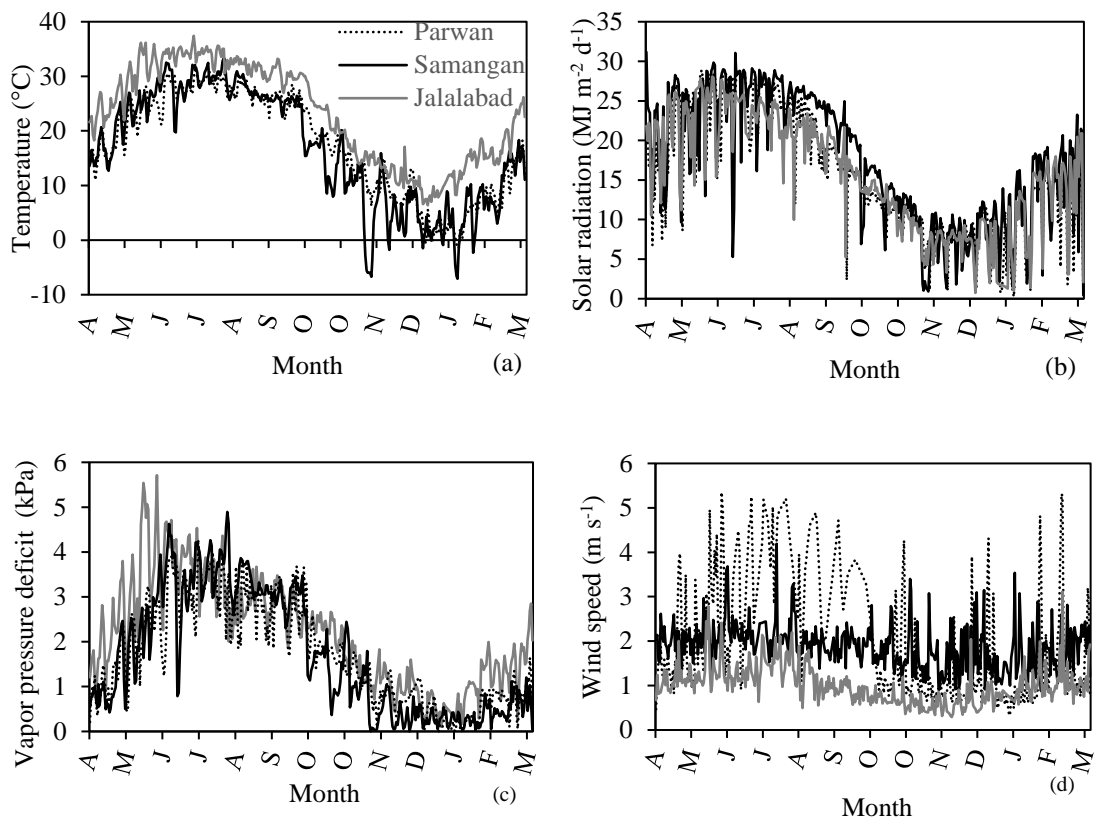 40
30
20
10
0
-10
Temperature (°C)
Parwan
Samangan
Jalalabad
A M J J A S O O N D J F M
Month
(a)
35
30
25
20
15
10
5
0
Solar radiation (MJ m⁻² d⁻¹)
A M J J A S O O N D J F M
Month
(b)
6
5
4
3
2
1
0
Vapor pressure deficit (kPa)
A M J J A S O O N D J F M
Month
(c)
6
5
4
3
2
1
0
Wind speed (m s⁻¹)
A M J J A S O O N D J F M
Month
(d)